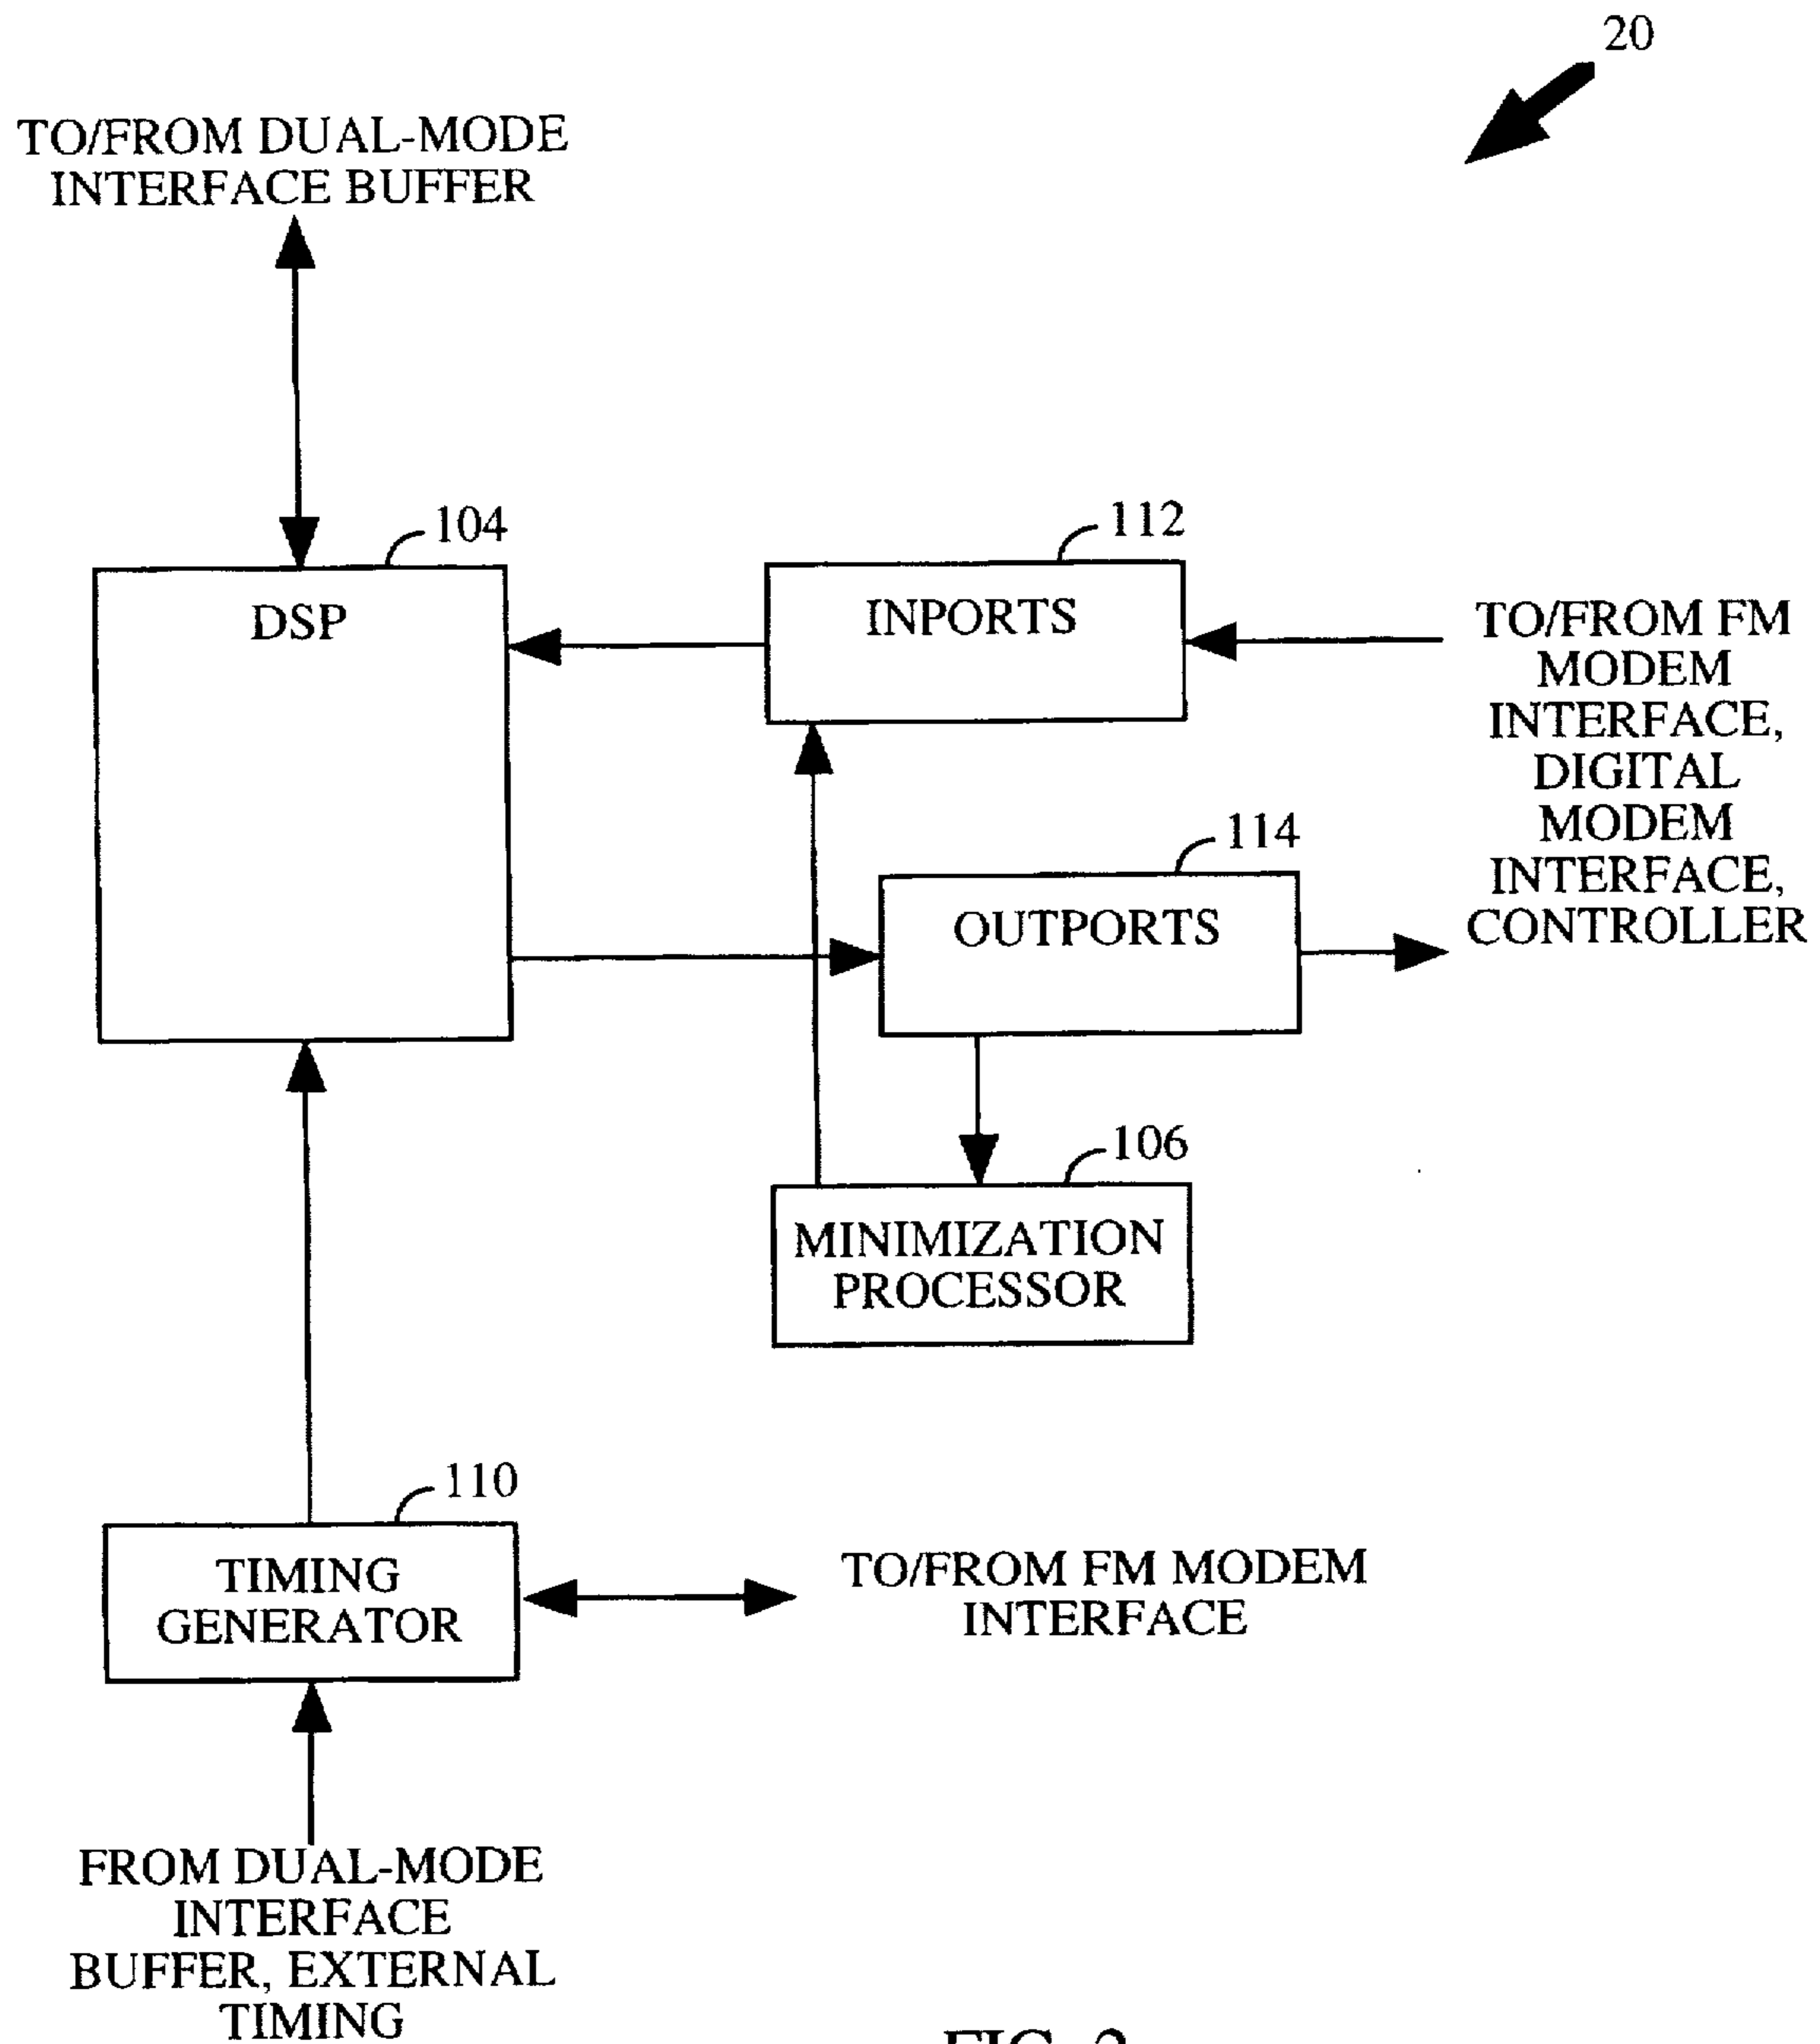 20
TO/FROM DUAL-MODE
INTERFACE BUFFER
104
DSP
112
INPORTS
TO/FROM FM
MODEM
INTERFACE,
DIGITAL
MODEM
INTERFACE,
CONTROLLER
114
OUTPORTS
106
MINIMIZATION
PROCESSOR
110
TIMING
GENERATOR
TO/FROM FM MODEM
INTERFACE
FROM DUAL-MODE
INTERFACE
BUFFER, EXTERNAL
TIMING
FIG. 2